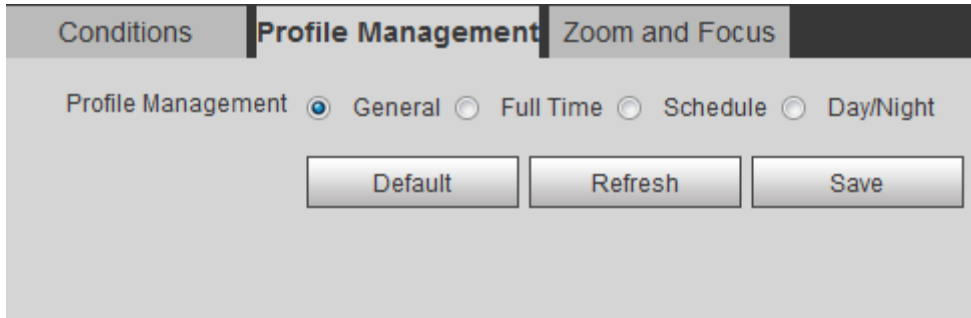 Conditions Profile Management Zoom and Focus
Profile Management General Full Time Schedule Day/Night
Default Refresh Save